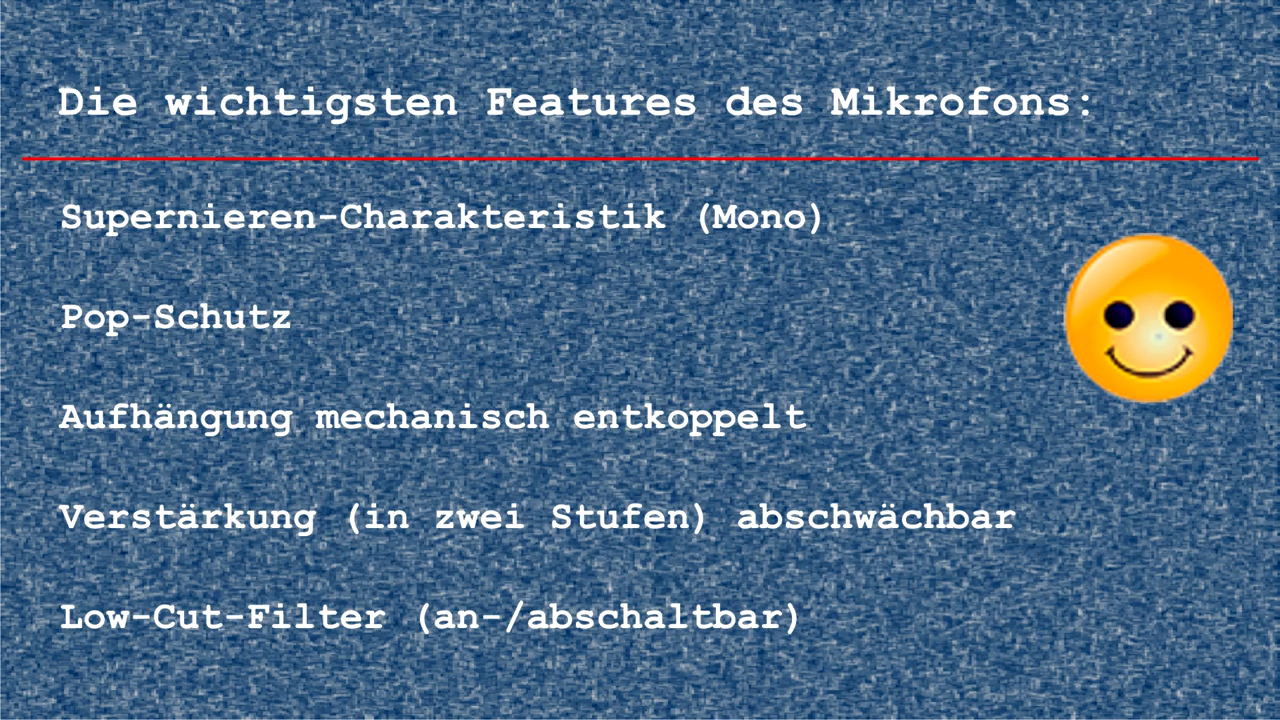 Die wichtigsten Features des Mikrofons:
Supernieren-Charakteristik (Mono)
Pop-Schutz
Aufhängung mechanisch entkoppelt
Verstärkung (in zwei Stufen) abschwächbar
Low-Cut-Filter (an-/abschaltbar)